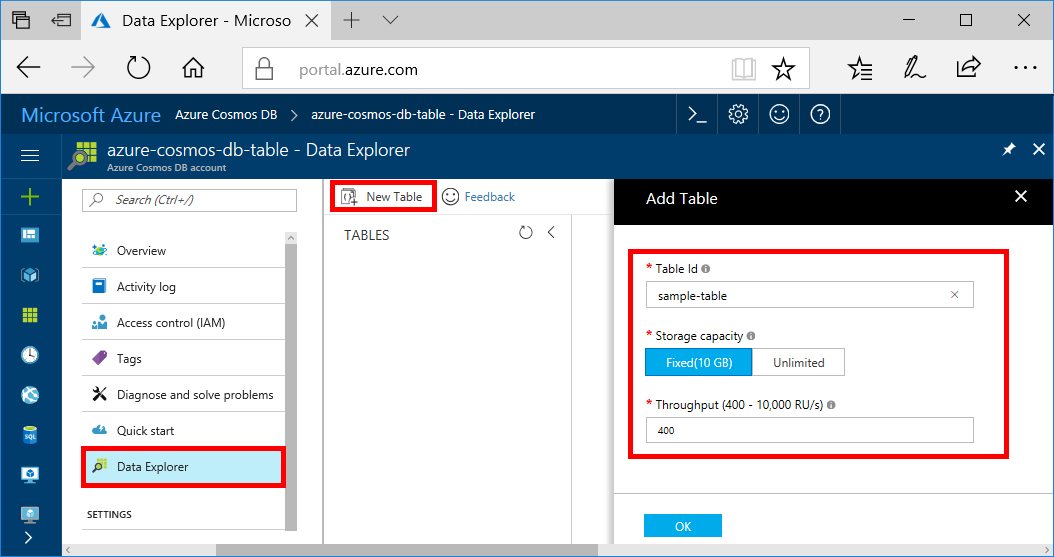 Data Explorer - Microso
portal.azure.com
Microsoft Azure Azure Cosmos DB > azure-cosmos-db-table - Data Explorer
azure-cosmos-db-table - Data Explorer
Azure Cosmos DB account
Search (Ctrl+/)
Overview
Activity log
Access control (IAM)
Tags
Diagnose and solve problems
Quick start
Data Explorer
SETTINGS
New Table Feedback
TABLES
Add Table
* Table Id
sample-table
* Storage capacity
Fixed(10 GB) Unlimited
* Throughput (400 - 10,000 RU/s)
400
OK
SQL